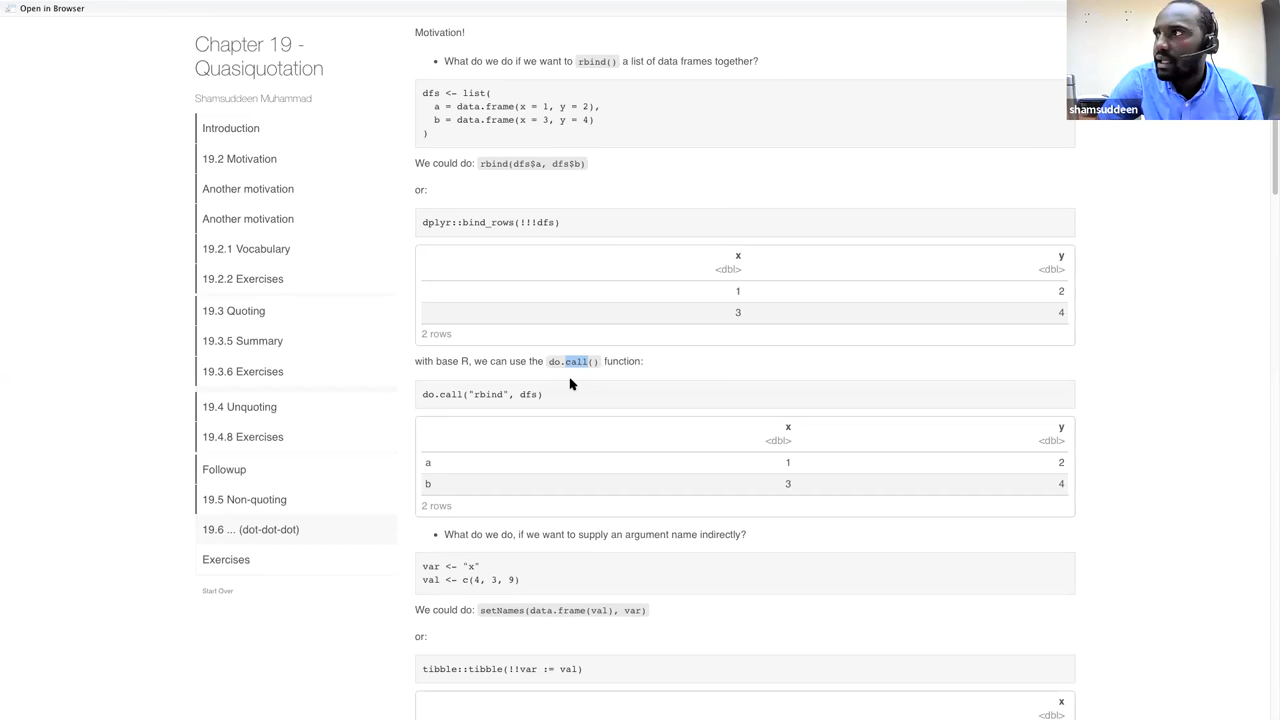 Open in Browser
Chapter 19 -
Quasiquotation
Shamsuddeen Muhammad
Introduction
19.2 Motivation
Another motivation
Another motivation
19.2.1 Vocabulary
19.2.2 Exercises
19.3 Quoting
19.3.5 Summary
19.3.6 Exercises
19.4 Unquoting
19.4.8 Exercises
Followup
19.5 Non-quoting
19.6 ... (dot-dot-dot)
Exercises
Start Over
Motivation!
• What do we do if we want to rbind() a list of data frames together?
dfs <- list(
a = data.frame(x = 1, y = 2),
b = data.frame(x = 3, y = 4)
)
We could do: rbind(dfs$a, dfs$b)
or:
dplyr::bind_rows(!!!dfs)
x y
<dbl> <dbl>
1 2
3 4
2 rows
with base R, we can use the do.call() function:
do.call("rbind", dfs)
x y
<dbl> <dbl>
a 1 2
b 3 4
2 rows
• What do we do, if we want to supply an argument name indirectly?
var <- "x"
val <- c(4, 3, 9)
We could do: setNames(data.frame(val), var)
or:
tibble::tibble(!!var := val)
x
<dbl>
shamsuddeen